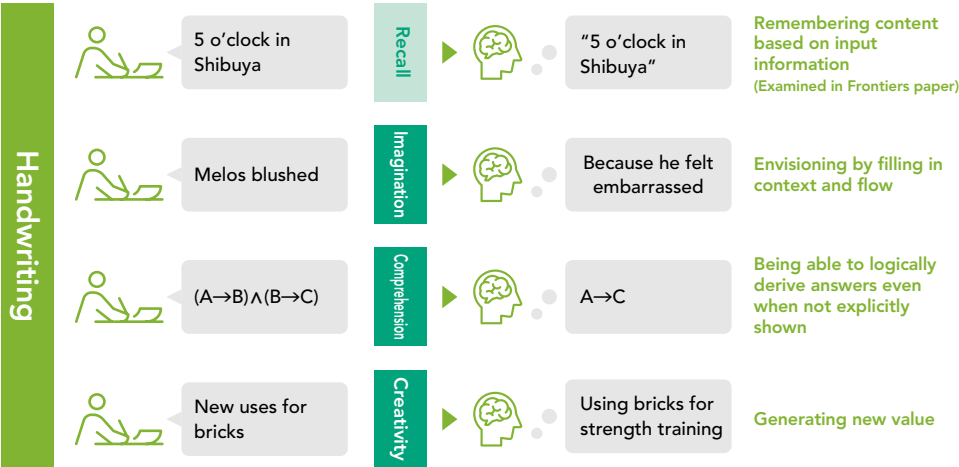 Handwriting
5 o’clock in
Shibuya
Recall
“5 o’clock in
Shibuya”
Remembering content
based on input
information
(Examined in Frontiers paper)
Melos blushed
Imagination
Because he felt
embarrassed
Envisioning by filling in
context and flow
(A→B)∧(B→C)
Comprehension
A→C
Being able to logically
derive answers even
when not explicitly
shown
New uses for
bricks
Creativity
Using bricks for
strength training
Generating new value